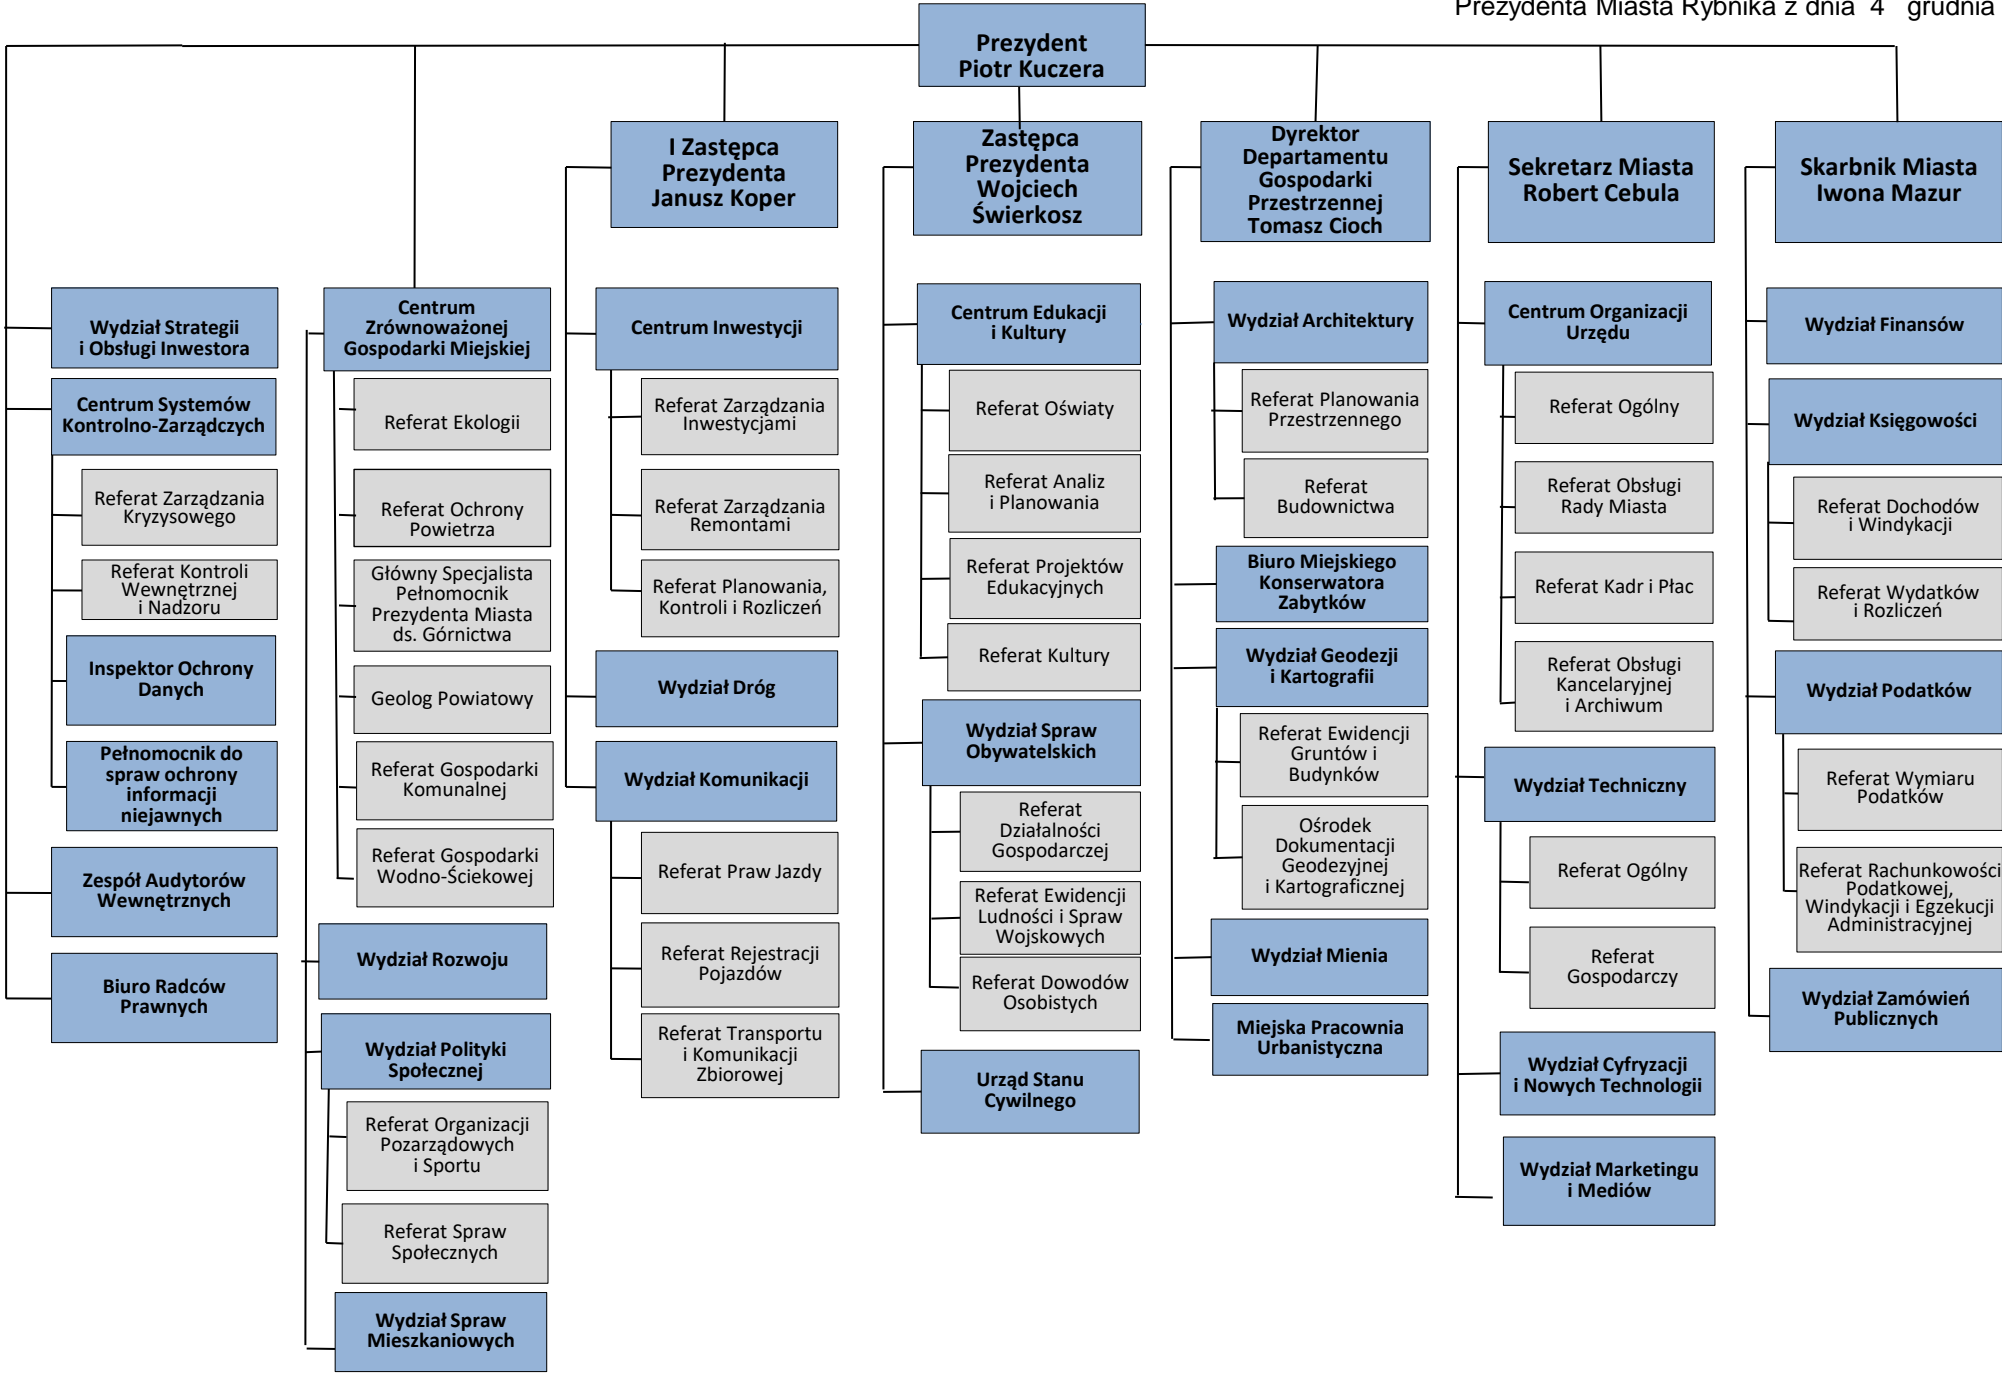 Prezydenta Miasta Rybnika z dnia 4 grudnia
Prezydent
Piotr Kuczera
I Zastępca
Prezydenta
Janusz Koper
Zastępca
Prezydenta
Wojciech
Świerkosz
Dyrektor
Departamentu
Gospodarki
Przestrzennej
Tomasz Cioch
Sekretarz Miasta
Robert Cebula
Skarbnik Miasta
Iwona Mazur
Wydział Strategii
i Obsługi Inwestora
Centrum Systemów
Kontrolno-Zarządczych
Referat Zarządzania
Kryzysowego
Referat Kontroli
Wewnętrznej
i Nadzoru
Inspektor Ochrony
Danych
Pełnomocnik do
spraw ochrony
informacji
niejawnych
Zespół Audytorów
Wewnętrznych
Biuro Radców
Prawnych
Centrum
Zrównoważonej
Gospodarki Miejskiej
Referat Ekologii
Referat Ochrony
Powietrza
Główny Specjalista
Pełnomocnik
Prezydenta Miasta
ds. Górnictwa
Geolog Powiatowy
Referat Gospodarki
Komunalnej
Referat Gospodarki
Wodno-Ściekowej
Wydział Rozwoju
Wydział Polityki
Społecznej
Referat Organizacji
Pozarządowych
i Sportu
Referat Spraw
Społecznych
Wydział Spraw
Mieszkaniowych
Centrum Inwestycji
Referat Zarządzania
Inwestycjami
Referat Zarządzania
Remontami
Referat Planowania,
Kontroli i Rozliczeń
Wydział Dróg
Wydział Komunikacji
Referat Praw Jazdy
Referat Rejestracji
Pojazdów
Referat Transportu
i Komunikacji
Zbiorowej
Centrum Edukacji
i Kultury
Referat Oświaty
Referat Analiz
i Planowania
Referat Projektów
Edukacyjnych
Referat Kultury
Wydział Spraw
Obywatelskich
Referat
Działalności
Gospodarczej
Referat Ewidencji
Ludności i Spraw
Wojskowych
Referat Dowodów
Osobistych
Urząd Stanu
Cywilnego
Wydział Architektury
Referat Planowania
Przestrzennego
Referat
Budownictwa
Biuro Miejskiego
Konserwatora
Zabytków
Wydział Geodezji
i Kartografii
Referat Ewidencji
Gruntów i
Budynków
Ośrodek
Dokumentacji
Geodezyjnej
i Kartograficznej
Wydział Mienia
Miejska Pracownia
Urbanistyczna
Centrum Organizacji
Urzędu
Referat Ogólny
Referat Obsługi
Rady Miasta
Referat Kadr i Płac
Referat Obsługi
Kancelaryjnej
i Archiwum
Wydział Techniczny
Referat Ogólny
Referat
Gospodarczy
Wydział Cyfryzacji
i Nowych Technologii
Wydział Marketingu
i Mediów
Wydział Finansów
Wydział Księgowości
Referat Dochodów
i Windykacji
Referat Wydatków
i Rozliczeń
Wydział Podatków
Referat Wymiaru
Podatków
Referat Rachunkowości
Podatkowej,
Windykacji i Egzekucji
Administracyjnej
Wydział Zamówień
Publicznych